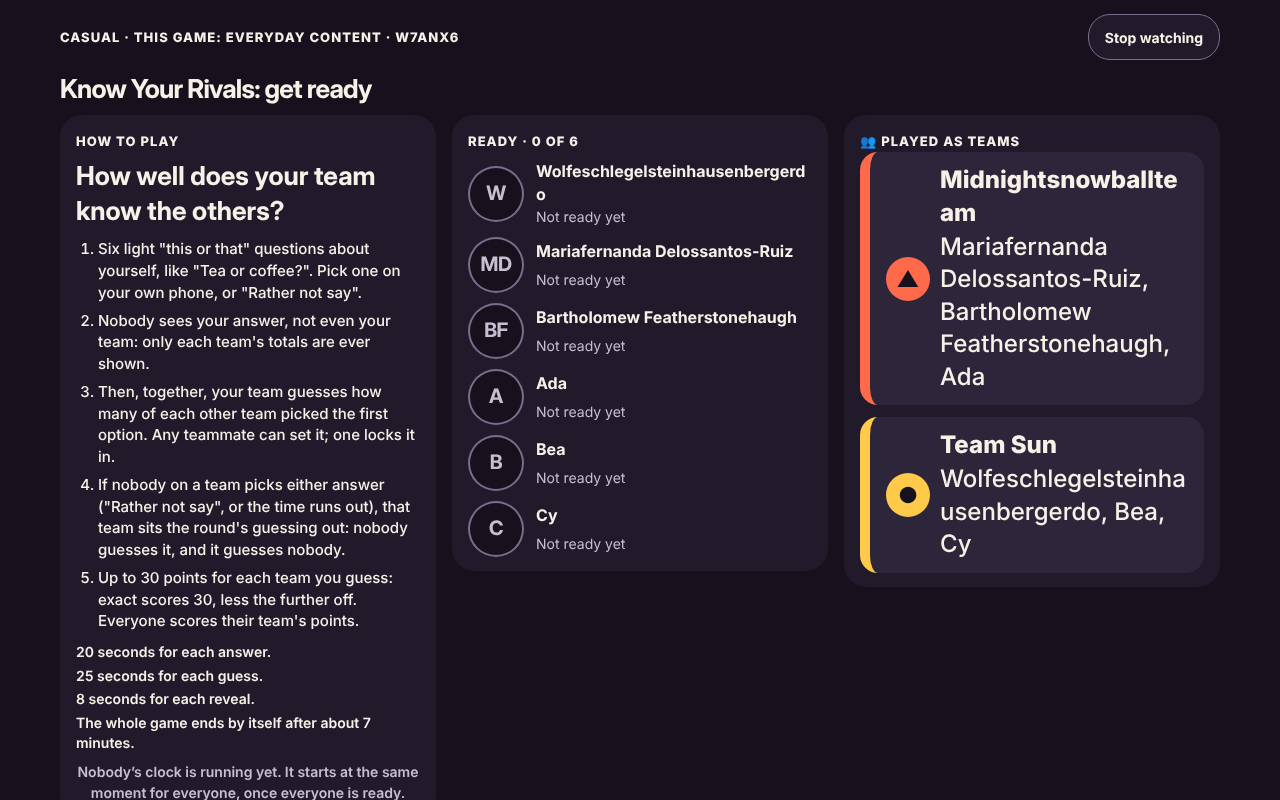 CASUAL · THIS GAME: EVERYDAY CONTENT · W7ANX6
Stop watching
Know Your Rivals: get ready
HOW TO PLAY
How well does your team
know the others?
1. Six light "this or that" questions about
yourself, like "Tea or coffee?". Pick one on
your own phone, or "Rather not say".
2. Nobody sees your answer, not even your
team: only each team's totals are ever
shown.
3. Then, together, your team guesses how
many of each other team picked the first
option. Any teammate can set it; one locks it
in.
4. If nobody on a team picks either answer
("Rather not say", or the time runs out), that
team sits the round's guessing out: nobody
guesses it, and it guesses nobody.
5. Up to 30 points for each team you guess:
exact scores 30, less the further off.
Everyone scores their team's points.
20 seconds for each answer.
25 seconds for each guess.
8 seconds for each reveal.
The whole game ends by itself after about 7
minutes.
Nobody’s clock is running yet. It starts at the same
moment for everyone, once everyone is ready.
READY · 0 OF 6
W
Wolfeschlegelsteinhausenbergerd
o
Not ready yet
MD
Mariafernanda Delossantos-Ruiz
Not ready yet
BF
Bartholomew Featherstonehaugh
Not ready yet
A
Ada
Not ready yet
B
Bea
Not ready yet
C
Cy
Not ready yet
👥 PLAYED AS TEAMS
Midnightsnowballte
am
Mariafernanda
Delossantos-Ruiz,
Bartholomew
Featherstonehaugh,
Ada
Team Sun
Wolfeschlegelsteinha
usenbergerdo, Bea,
Cy